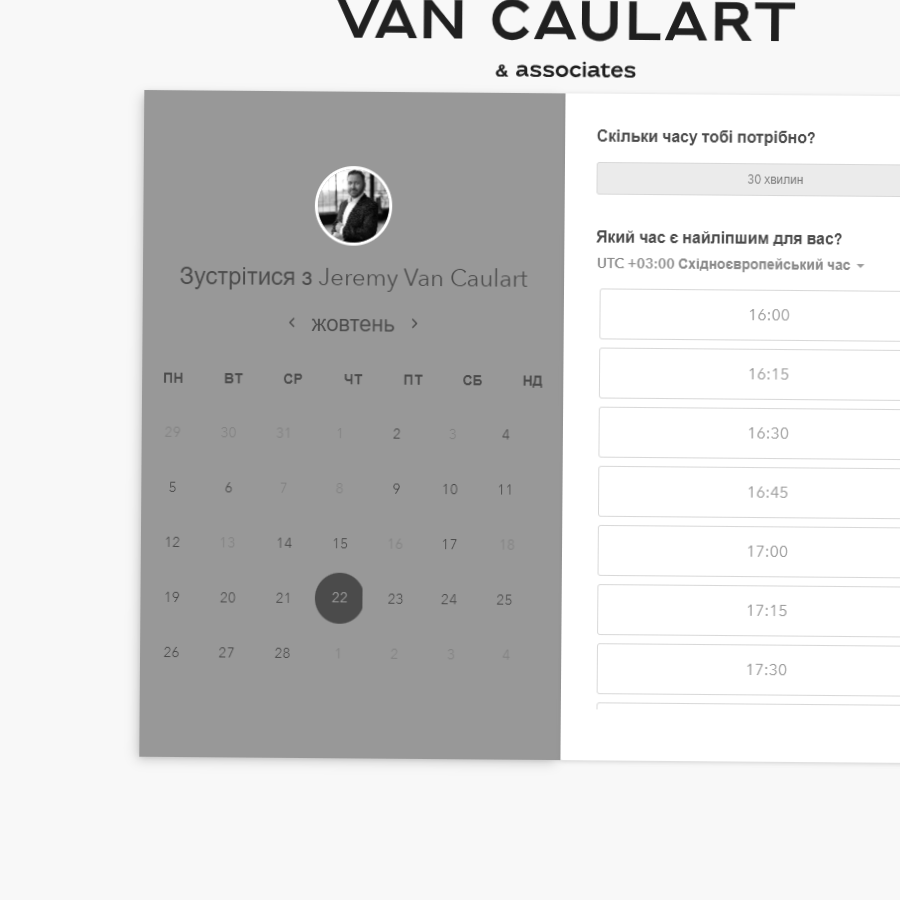 VAN CAULART
& associates
Зустрітися з Jeremy Van Caulart
‹ жовтень ›
ПН ВТ СР ЧТ ПТ СБ НД
29 30 31 1 2 3 4
5 6 7 8 9 10 11
12 13 14 15 16 17 18
19 20 21 22 23 24 25
26 27 28 1 2 3 4
Скільки часу тобі потрібно?
30 хвилин
Який час є найліпшим для вас?
UTC +03:00 Східноєвропейський час
16:00
16:15
16:30
16:45
17:00
17:15
17:30